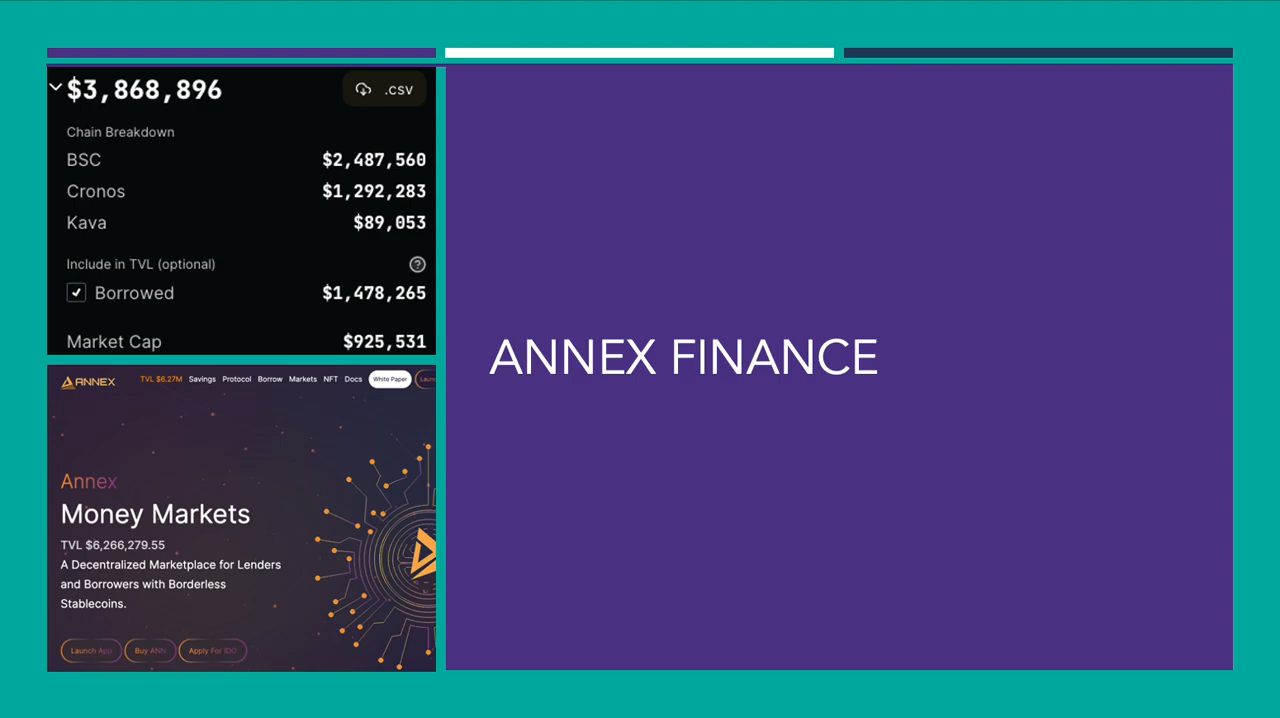 $3,868,896 .csv
Chain Breakdown
BSC $2,487,560
Cronos $1,292,283
Kava $89,053
Include in TVL (optional) ?
Borrowed $1,478,265
Market Cap $925,531
ANNEX TVL $6.27M Savings Protocol Borrow Markets NFT Docs White Paper
Annex
Money Markets
TVL $6,266,279.55
A Decentralized Marketplace for Lenders
and Borrowers with Borderless
Stablecoins.
Launch App Buy ANN Apply For IDO
ANNEX FINANCE